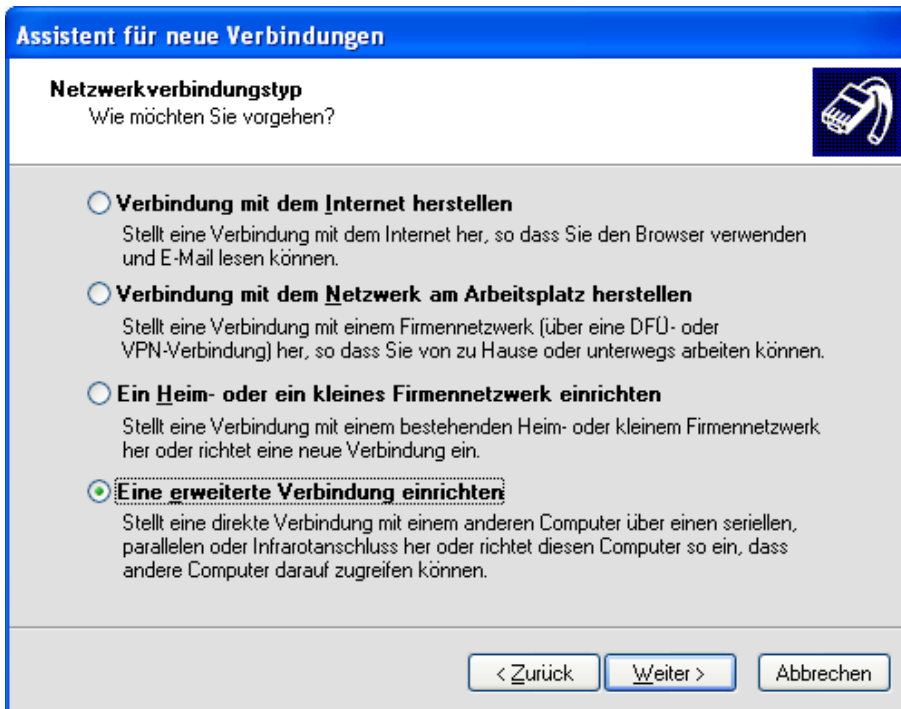 Assistent für neue Verbindungen
Netzwerkverbindungstyp
Wie möchten Sie vorgehen?
Verbindung mit dem Internet herstellen
Stellt eine Verbindung mit dem Internet her, so dass Sie den Browser verwenden
und E-Mail lesen können.
Verbindung mit dem Netzwerk am Arbeitsplatz herstellen
Stellt eine Verbindung mit einem Firmennetzwerk (über eine DFÜ- oder
VPN-Verbindung) her, so dass Sie von zu Hause oder unterwegs arbeiten können.
Ein Heim- oder ein kleines Firmennetzwerk einrichten
Stellt eine Verbindung mit einem bestehenden Heim- oder kleinem Firmennetzwerk
her oder richtet eine neue Verbindung ein.
Eine erweiterte Verbindung einrichten
Stellt eine direkte Verbindung mit einem anderen Computer über einen seriellen,
parallelen oder Infrarotanschluss her oder richtet diesen Computer so ein, dass
andere Computer darauf zugreifen können.
< Zurück Weiter > Abbrechen